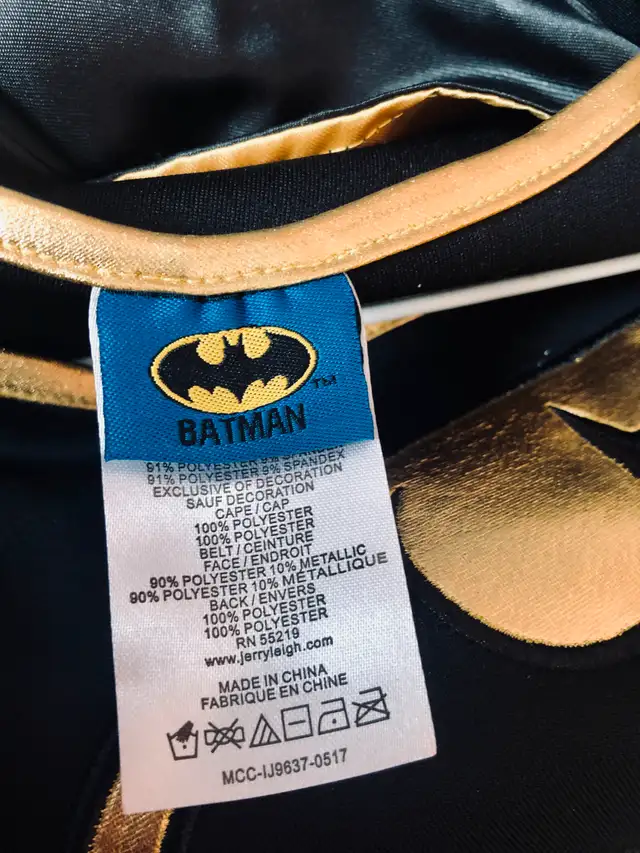 TM
BATMAN
91% POLYESTER 9% SPANDEX
91% POLYESTER 9% SPANDEX
EXCLUSIVE OF DECORATION
SAUF DECORATION
CAPE / CAP
100% POLYESTER
100% POLYESTER
BELT / CEINTURE
FACE / ENDROIT
90% POLYESTER 10% METALLIC
90% POLYESTER 10% MÉTALLIQUE
BACK / ENVERS
100% POLYESTER
100% POLYESTER
RN 55219
www.jerryleigh.com
MADE IN CHINA
FABRIQUE EN CHINE
MCC-IJ9637-0517